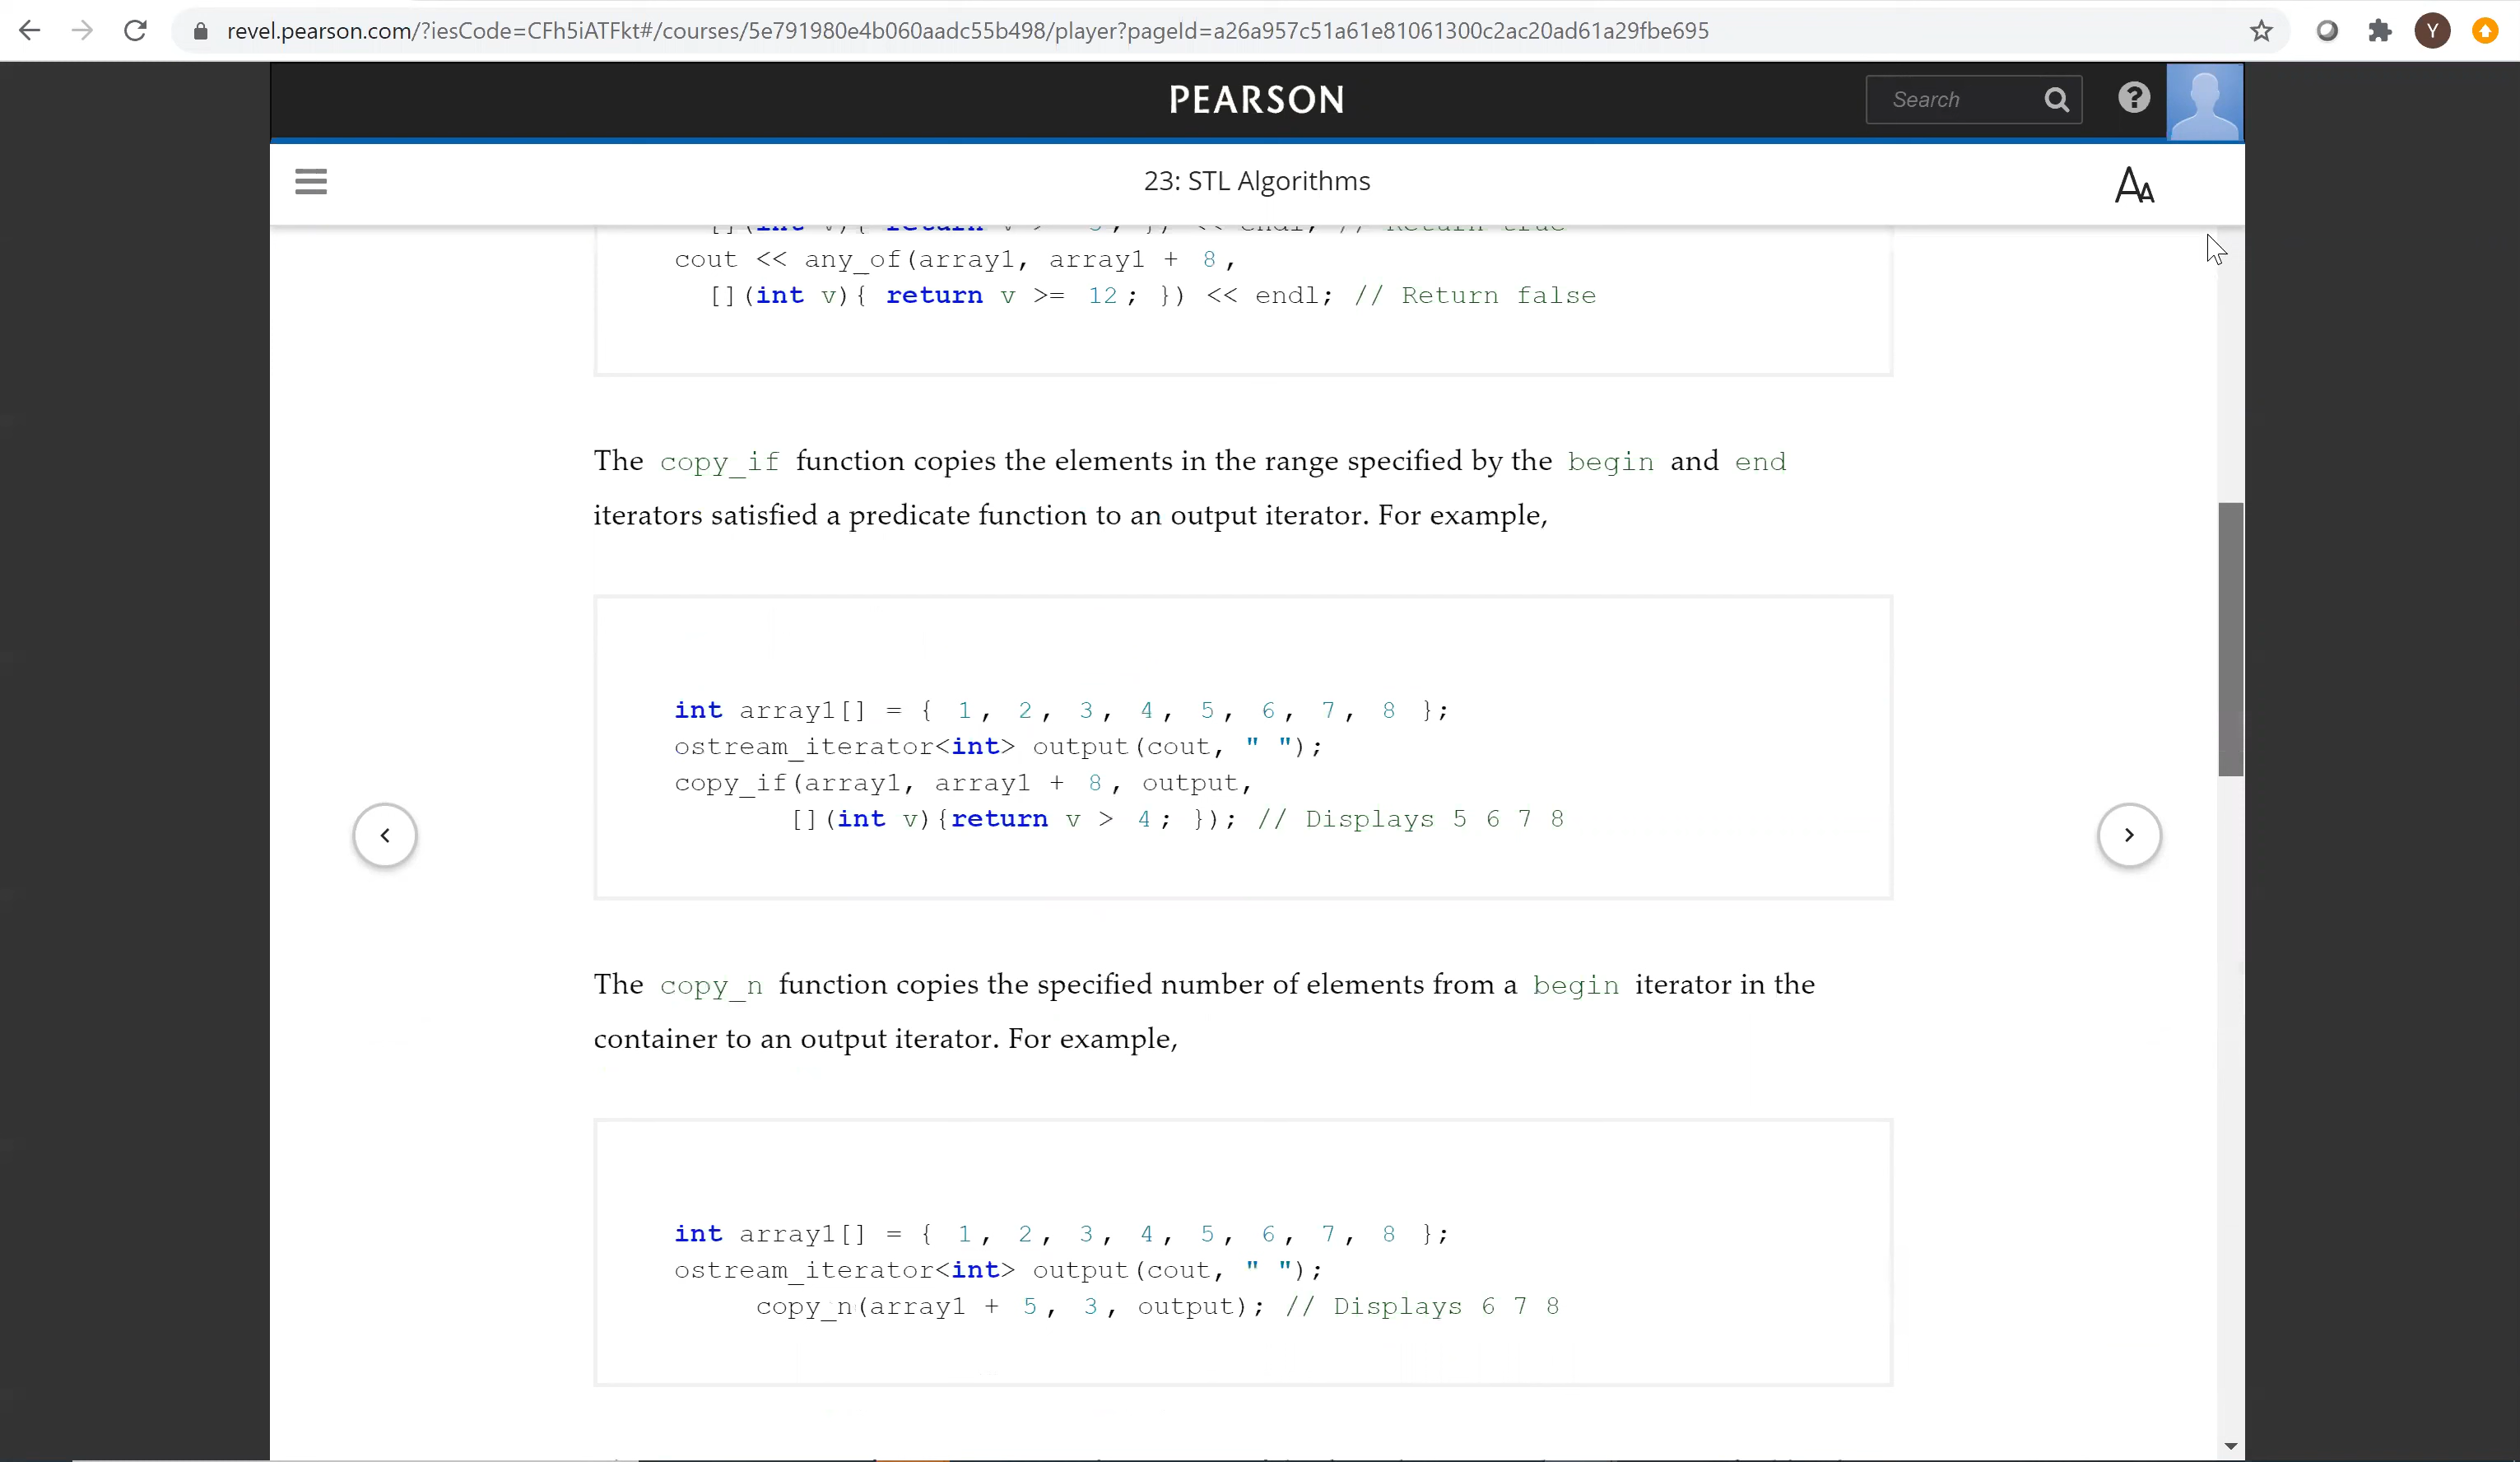 revel.pearson.com/?iesCode=CFh5iATFkt#/courses/5e791980e4b060aadc55b498/player?pageId=a26a957c51a61e81061300c2ac20ad61a29fbe695
Y
PEARSON
Search
?
23: STL Algorithms
AA
cout << any_of(array1, array1 + 8,
[](int v){ return v >= 12; }) << endl; // Return false
The copy_if function copies the elements in the range specified by the begin and end
iterators satisfied a predicate function to an output iterator. For example,
int array1[] = { 1, 2, 3, 4, 5, 6, 7, 8 };
ostream_iterator<int> output(cout, " ");
copy_if(array1, array1 + 8, output,
[](int v){return v > 4; }); // Displays 5 6 7 8
The copy_n function copies the specified number of elements from a begin iterator in the
container to an output iterator. For example,
int array1[] = { 1, 2, 3, 4, 5, 6, 7, 8 };
ostream_iterator<int> output(cout, " ");
copy_n(array1 + 5, 3, output); // Displays 6 7 8